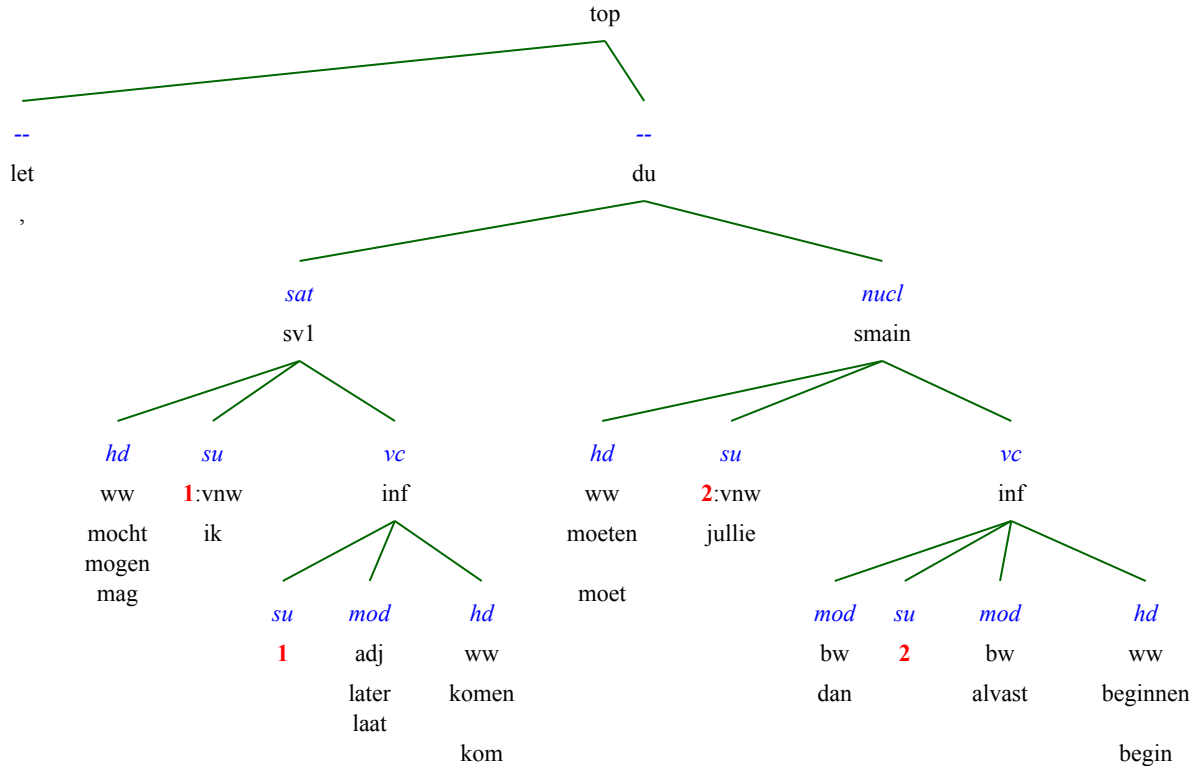 top
-- --
let du
,
sat nucl
sv1 smain
hd su vc hd su vc
ww 1:vnw inf ww 2:vnw inf
mocht ik moeten jullie
mogen
mag moet
su mod hd mod su mod hd
1 adj ww bw 2 bw ww
later komen dan alvast beginnen
laat
kom begin